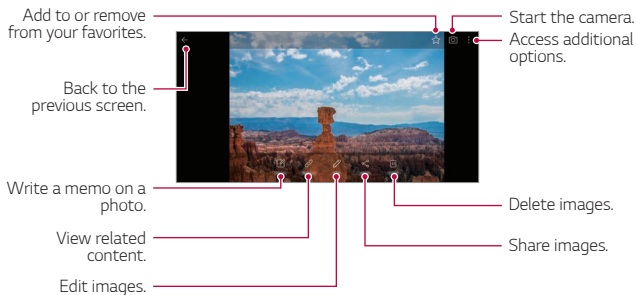 Add to or remove
from your favorites.
Start the camera.
Access additional
options.
Back to the
previous screen.
Write a memo on a
photo.
Delete images.
View related
content.
Share images.
Edit images.